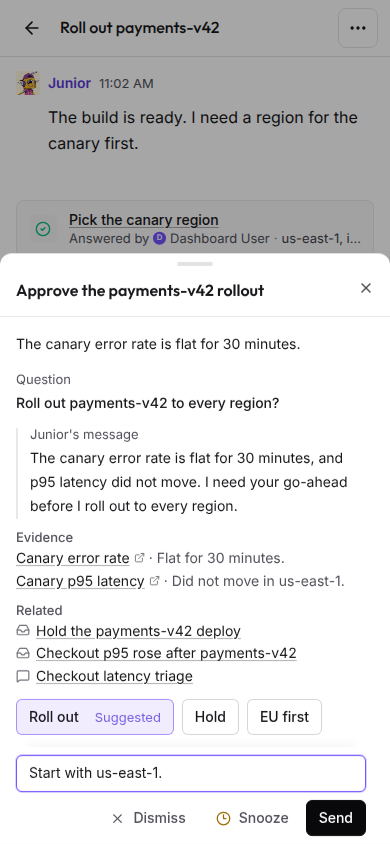 Roll out payments-v42
Junior 11:02 AM
The build is ready. I need a region for the
canary first.
Pick the canary region
Answered by D Dashboard User · us-east-1, i...
Approve the payments-v42 rollout
The canary error rate is flat for 30 minutes.
Question
Roll out payments-v42 to every region?
Junior's message
The canary error rate is flat for 30 minutes, and
p95 latency did not move. I need your go-ahead
before I roll out to every region.
Evidence
Canary error rate · Flat for 30 minutes.
Canary p95 latency · Did not move in us-east-1.
Related
Hold the payments-v42 deploy
Checkout p95 rose after payments-v42
Checkout latency triage
Roll out Suggested Hold EU first
Start with us-east-1.
Dismiss Snooze Send